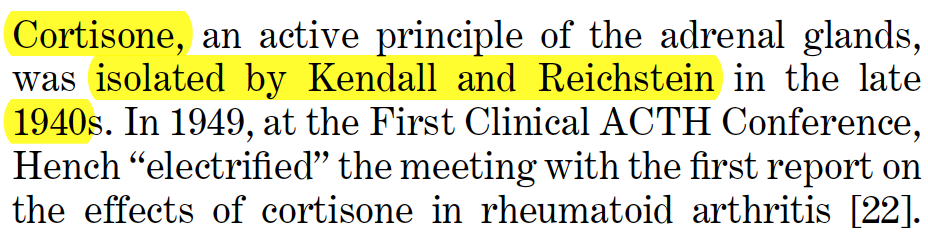 Cortisone, an active principle of the adrenal glands,
was isolated by Kendall and Reichstein in the late
1940s. In 1949, at the First Clinical ACTH Conference,
Hench “electrified” the meeting with the first report on
the effects of cortisone in rheumatoid arthritis [22].